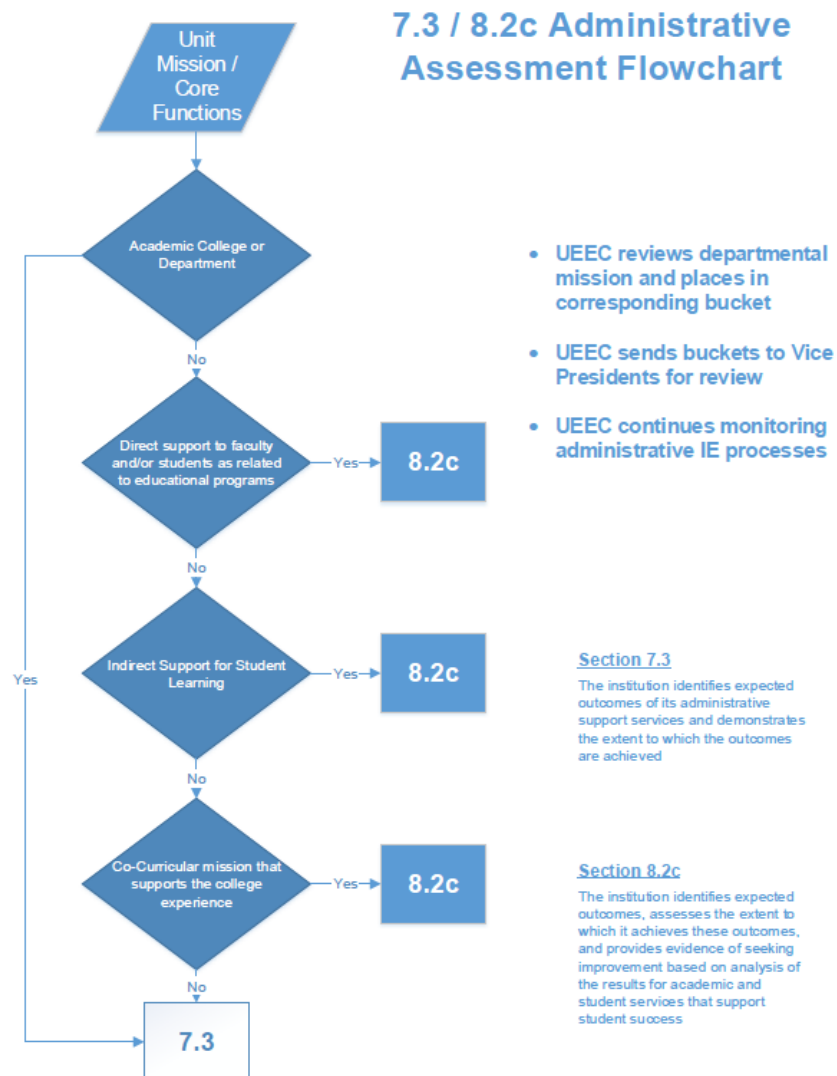 7.3 / 8.2c Administrative
Assessment Flowchart
Unit
Mission /
Core
Functions
Academic College or
Department
No
Direct support to faculty
and/or students as related
to educational programs
Yes
8.2c
No
Indirect Support for Student
Learning
Yes
8.2c
No
Co-Curricular mission that
supports the college
experience
Yes
8.2c
No
7.3
Yes
• UEEC reviews departmental
mission and places in
corresponding bucket
• UEEC sends buckets to Vice
Presidents for review
• UEEC continues monitoring
administrative IE processes
Section 7.3
The institution identifies expected
outcomes of its administrative
support services and demonstrates
the extent to which the outcomes
are achieved
Section 8.2c
The institution identifies expected
outcomes, assesses the extent to
which it achieves these outcomes,
and provides evidence of seeking
improvement based on analysis of
the results for academic and
student services that support
student success